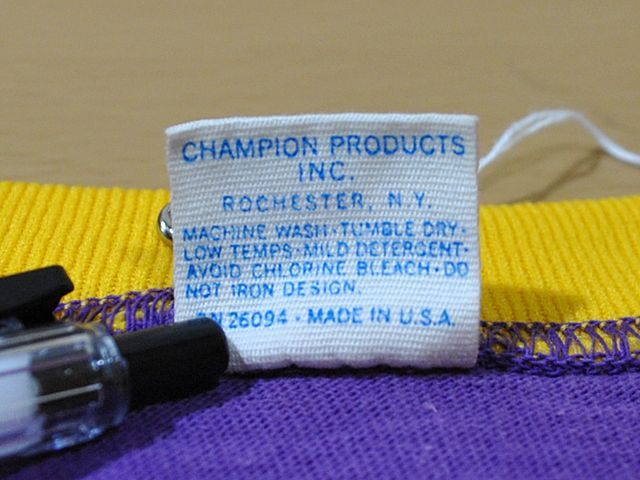 CHAMPION PRODUCTS
INC.
ROCHESTER, N.Y.
MACHINE WASH·TUMBLE DRY·
LOW TEMPS·MILD DETERGENT·
AVOID CHLORINE BLEACH·DO
NOT IRON DESIGN.
RN26094 · MADE IN U.S.A.